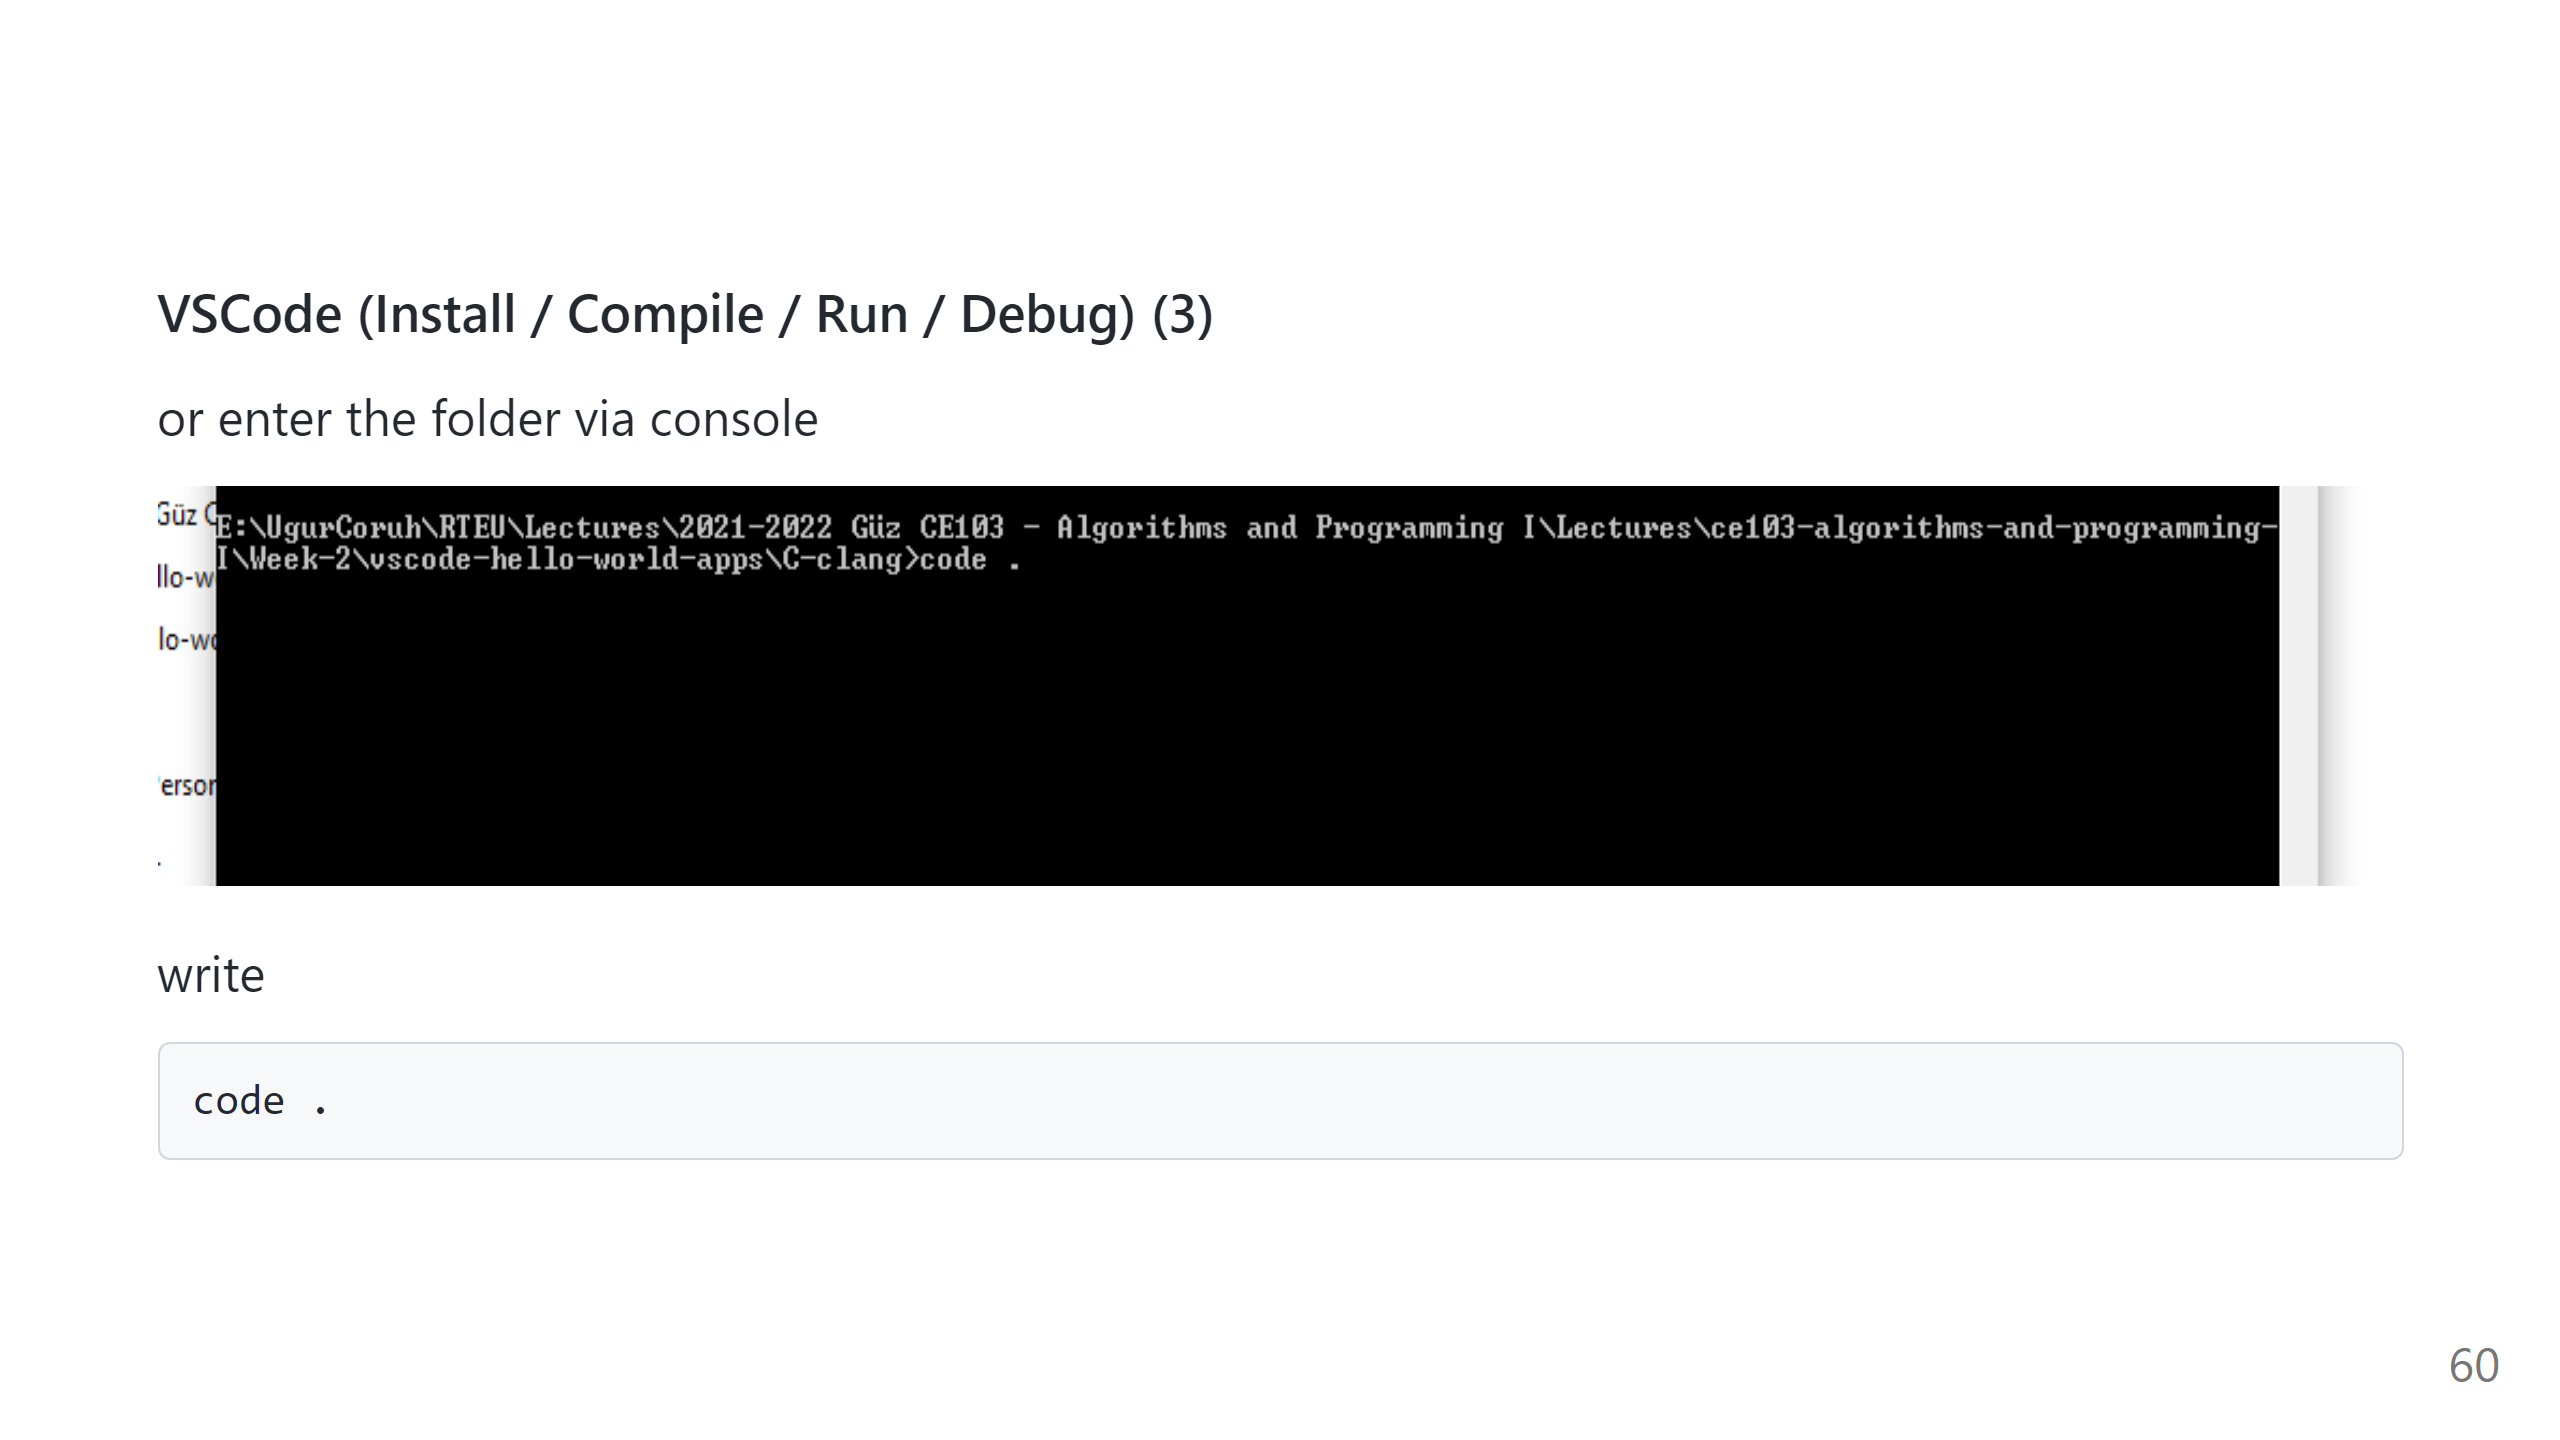 VSCode (Install / Compile / Run / Debug) (3)
or enter the folder via console
Güz
E:\UgurCoruh\RTEU\Lectures\2021-2022 Güz CE103 - Algorithms and Programming I\Lectures\ce103-algorithms-and-programming-
I\Week-2\vscode-hello-world-apps\C-clang>code .
write
code .
60